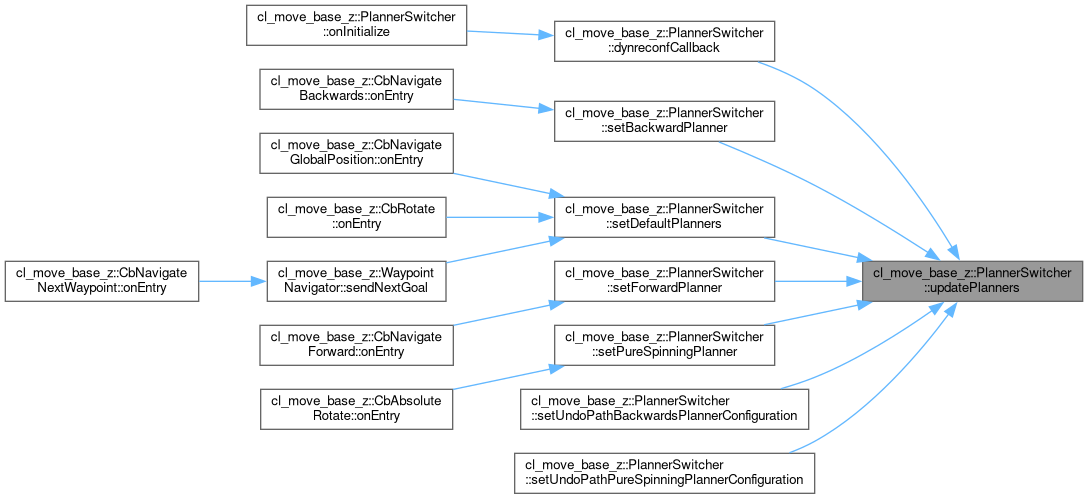 cl_move_base_z::PlannerSwitcher
::onInitialize
cl_move_base_z::PlannerSwitcher
::dynreconfCallback
cl_move_base_z::CbNavigate
Backwards::onEntry
cl_move_base_z::PlannerSwitcher
::setBackwardPlanner
cl_move_base_z::CbNavigate
GlobalPosition::onEntry
cl_move_base_z::CbRotate
::onEntry
cl_move_base_z::PlannerSwitcher
::setDefaultPlanners
cl_move_base_z::CbNavigate
NextWaypoint::onEntry
cl_move_base_z::Waypoint
Navigator::sendNextGoal
cl_move_base_z::PlannerSwitcher
::setForwardPlanner
cl_move_base_z::PlannerSwitcher
::updatePlanners
cl_move_base_z::CbNavigate
Forward::onEntry
cl_move_base_z::PlannerSwitcher
::setPureSpinningPlanner
cl_move_base_z::CbAbsolute
Rotate::onEntry
cl_move_base_z::PlannerSwitcher
::setUndoPathBackwardsPlannerConfiguration
cl_move_base_z::PlannerSwitcher
::setUndoPathPureSpinningPlannerConfiguration